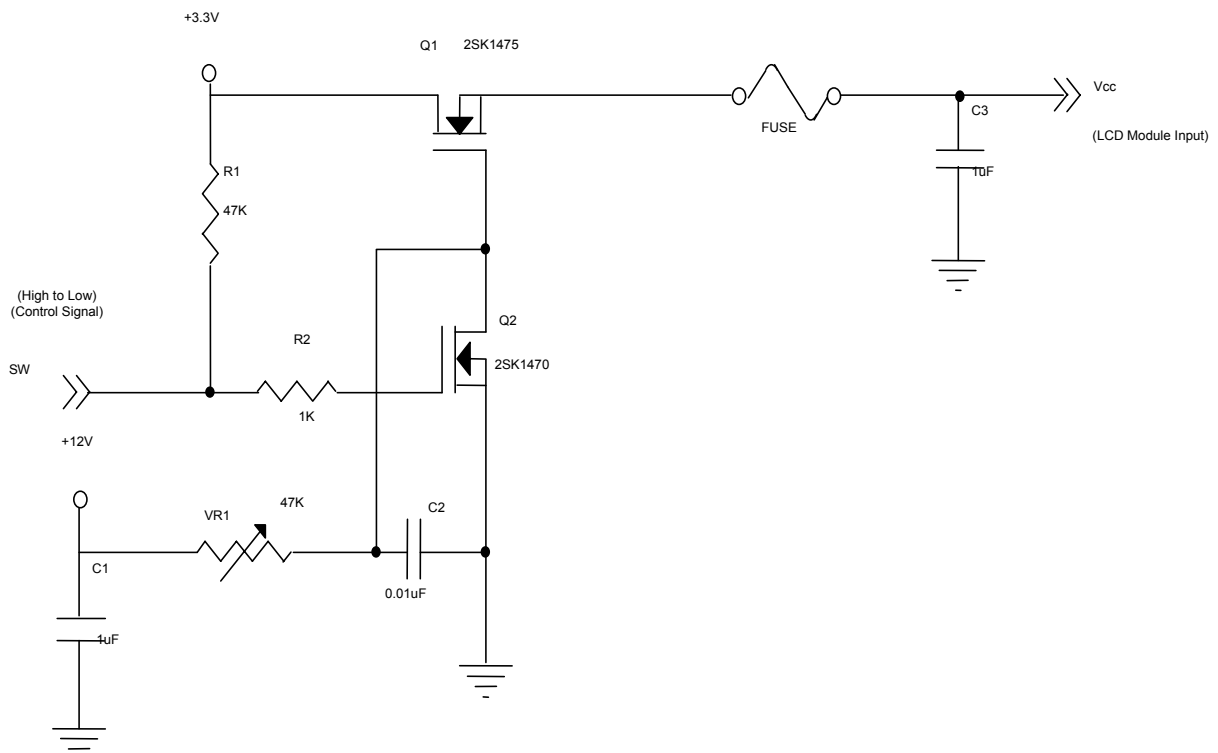 +3.3V
Q1 2SK1475
Vcc
C3
FUSE
(LCD Module Input)
R1
1uF
47K
(High to Low)
(Control Signal)
Q2
R2
SW
2SK1470
1K
+12V
47K
C2
VR1
C1
0.01uF
1uF